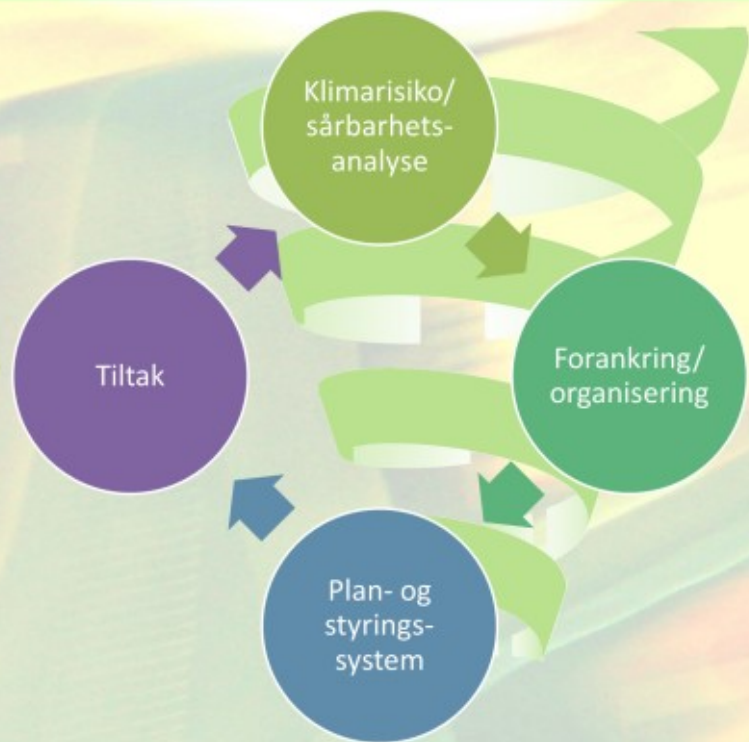 Klimarisiko/
sårbarhets-
analyse
Forankring/
organisering
Plan- og
styrings-
system
Tiltak